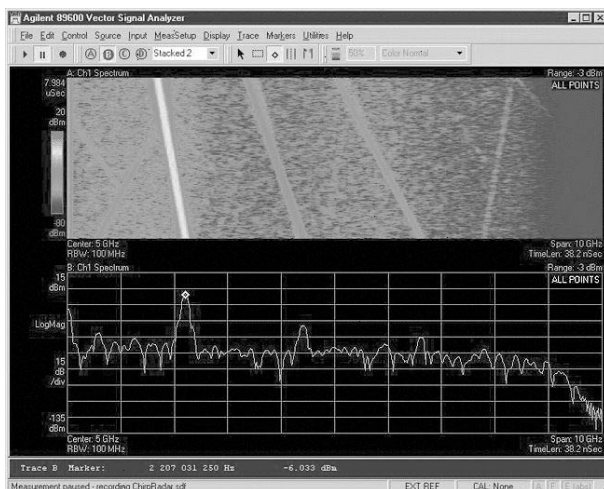 Agilent 89600 Vector Signal Analyzer
File Edit Control Source Input MeasSetup Display Trace Markers Utilities Help
A B C D Stacked 2 50% Color Normal
A: Ch1 Spectrum Range: -3 dBm
7.984 uSec ALL POINTS
20 dBm
-80 dBm
Center: 5 GHz Span: 10 GHz
RBW: 100 MHz TimeLen: 38.2 nSec
B: Ch1 Spectrum Range: -3 dBm
15 dBm ALL POINTS
LogMag
15 dB /div
-135 dBm
Center: 5 GHz Span: 10 GHz
RBW: 100 MHz TimeLen: 38.2 nSec
Trace B Marker: 2 207 031 250 Hz -6.033 dBm
Measurement paused - recording ChirpRadar.sdf EXT REF CAL: None